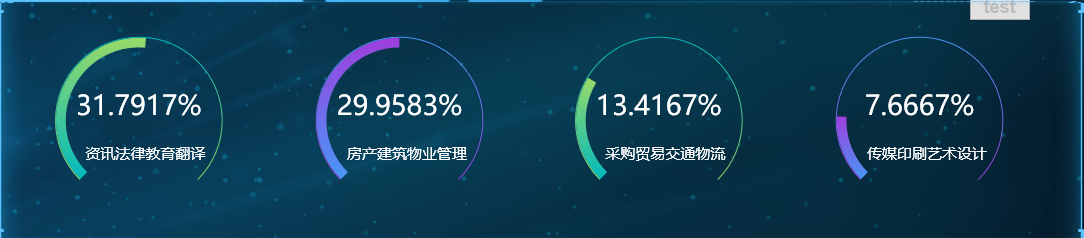 test
31.7917%
29.9583%
13.4167%
7.6667%
资讯法律教育翻译
房产建筑物业管理
采购贸易交通物流
传媒印刷艺术设计